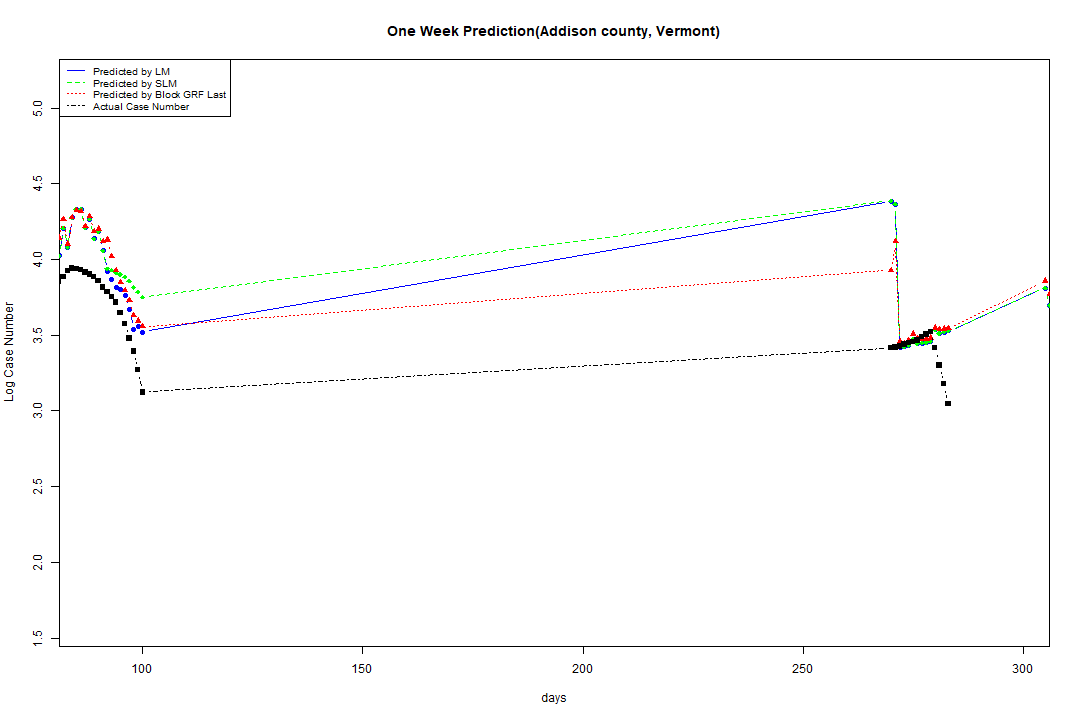 One Week Prediction(Addison county, Vermont)
Predicted by LM
Predicted by SLM
Predicted by Block GRF Last
Actual Case Number
5.0
4.5
4.0
3.5
3.0
2.5
2.0
1.5
Log Case Number
100 150 200 250 300
days